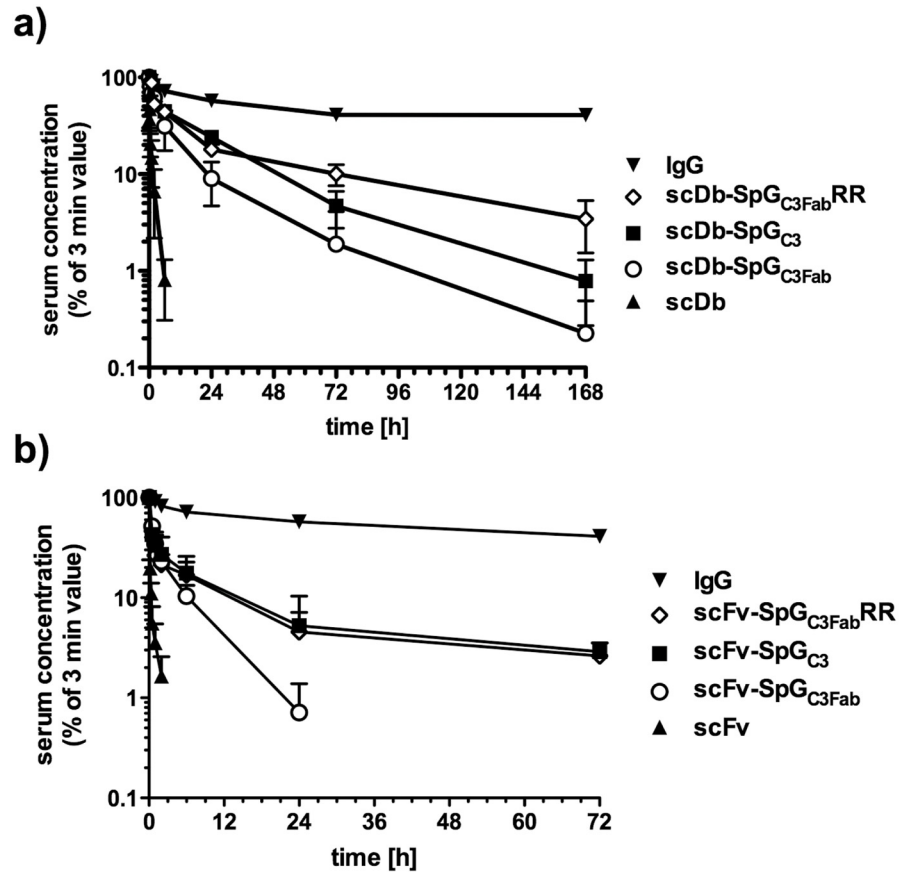 a)
serum concentration
(% of 3 min value)
100
10
1
0.1
0 24 48 72 96 120 144 168
time [h]
IgG
scDb-SpGC3FabRR
scDb-SpGC3
scDb-SpGC3Fab
scDb
b)
serum concentration
(% of 3 min value)
100
10
1
0.1
0 12 24 36 48 60 72
time [h]
IgG
scFv-SpGC3FabRR
scFv-SpGC3
scFv-SpGC3Fab
scFv